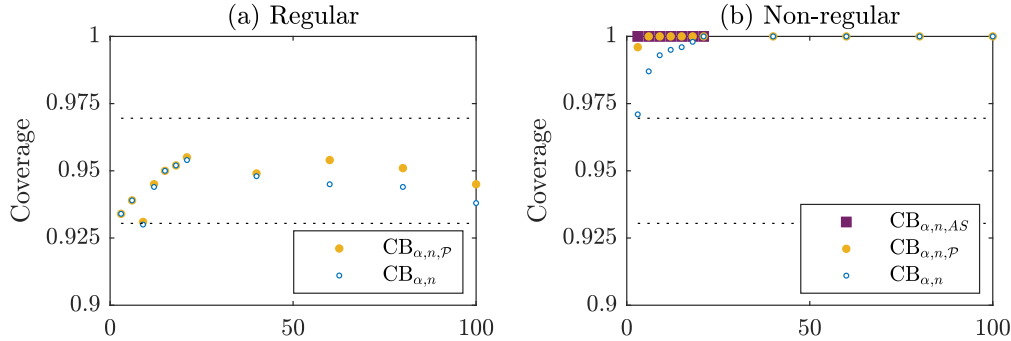 (a) Regular
Coverage
1
0.975
0.95
0.925
0.9
0
50
100
CB_{α,n,𝒫}
CB_{α,n}
(b) Non-regular
Coverage
1
0.975
0.95
0.925
0.9
0
50
100
CB_{α,n,AS}
CB_{α,n,𝒫}
CB_{α,n}